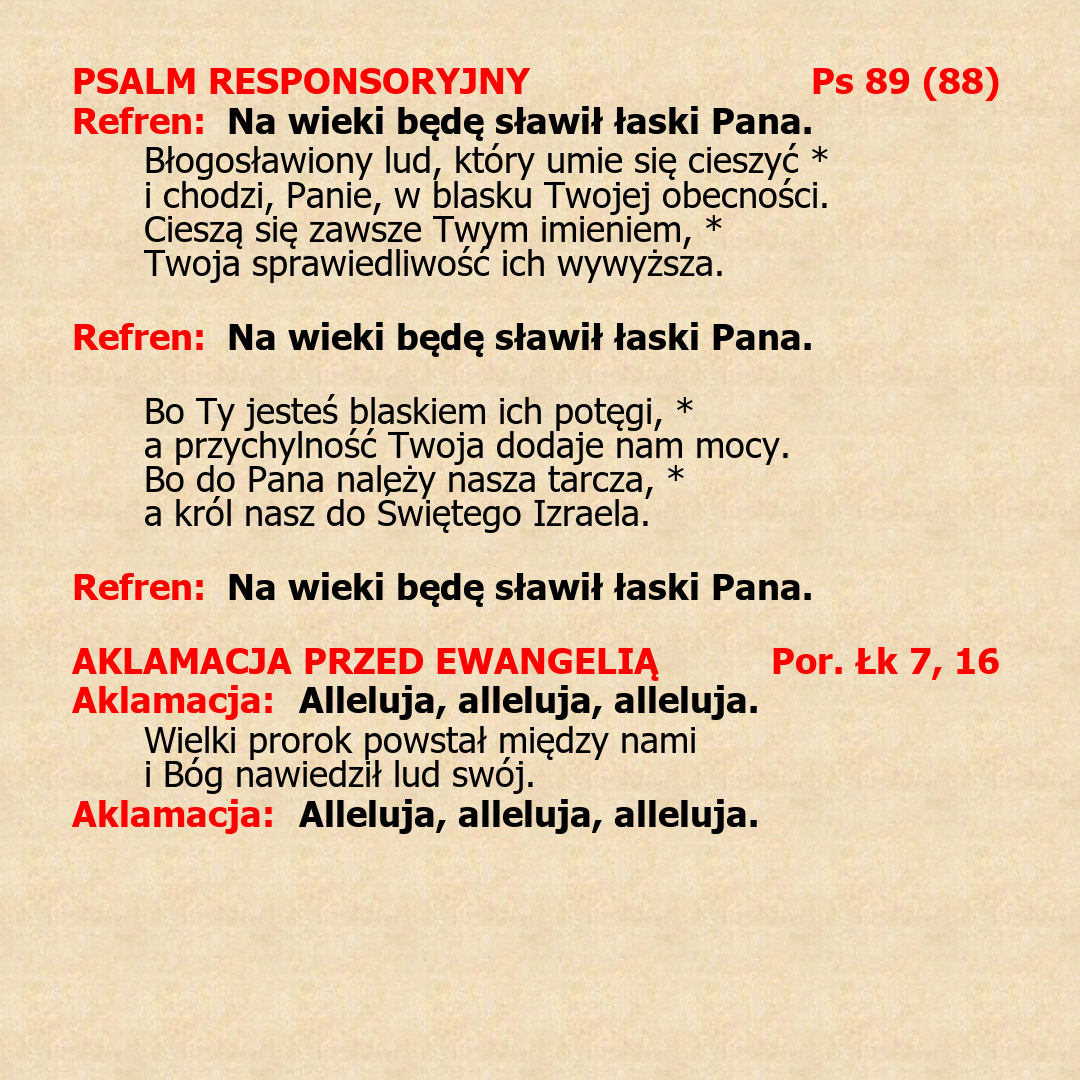 PSALM RESPONSORYJNY Ps 89 (88)
Refren: Na wieki będę sławił łaski Pana.
Błogosławiony lud, który umie się cieszyć *
i chodzi, Panie, w blasku Twojej obecności.
Cieszą się zawsze Twym imieniem, *
Twoja sprawiedliwość ich wywyższa.
Refren: Na wieki będę sławił łaski Pana.
Bo Ty jesteś blaskiem ich potęgi, *
a przychylność Twoja dodaje nam mocy.
Bo do Pana należy nasza tarcza, *
a król nasz do Świętego Izraela.
Refren: Na wieki będę sławił łaski Pana.
AKLAMACJA PRZED EWANGELIĄ Por. Łk 7, 16
Aklamacja: Alleluja, alleluja, alleluja.
Wielki prorok powstał między nami
i Bóg nawiedził lud swój.
Aklamacja: Alleluja, alleluja, alleluja.